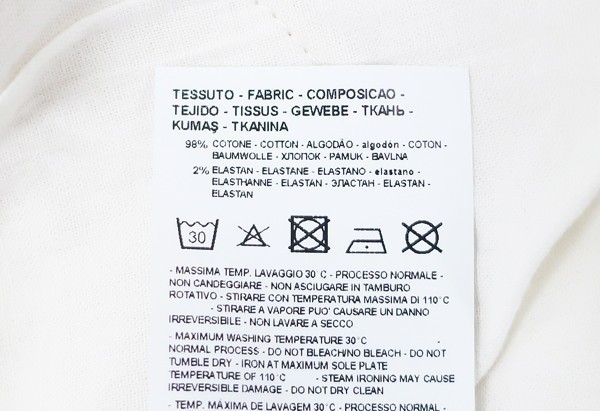 TESSUTO - FABRIC - COMPOSICAO -
TEJIDO - TISSUS - GEWEBE - ТКАНЬ -
KUMAŞ - TKANINA
98% COTONE - COTTON - ALGODÃO - algodón - COTON -
BAUMWOLLE - ХЛОПОК - PAMUK - BAVLNA
2% ELASTAN - ELASTANE - ELASTANO - elastano -
ELASTHANNE - ELASTAN - ЭЛАСТАН - ELASTAN -
ELASTAN
30
- MASSIMA TEMP. LAVAGGIO 30°C - PROCESSO NORMALE -
NON CANDEGGIARE - NON ASCIUGARE IN TAMBURO
ROTATIVO - STIRARE CON TEMPERATURA MASSIMA DI 110°C
- STIRARE A VAPORE PUO' CAUSARE UN DANNO
IRREVERSIBILE - NON LAVARE A SECCO
- MAXIMUM WASHING TEMPERATURE 30°C -
NORMAL PROCESS - DO NOT BLEACH/NO BLEACH - DO NOT
TUMBLE DRY - IRON AT MAXIMUM SOLE PLATE
TEMPERATURE OF 110°C - STEAM IRONING MAY CAUSE
IRREVERSIBLE DAMAGE - DO NOT DRY CLEAN
- TEMP. MÁXIMA DE LAVAGEM 30°C - PROCESSO NORMAL -